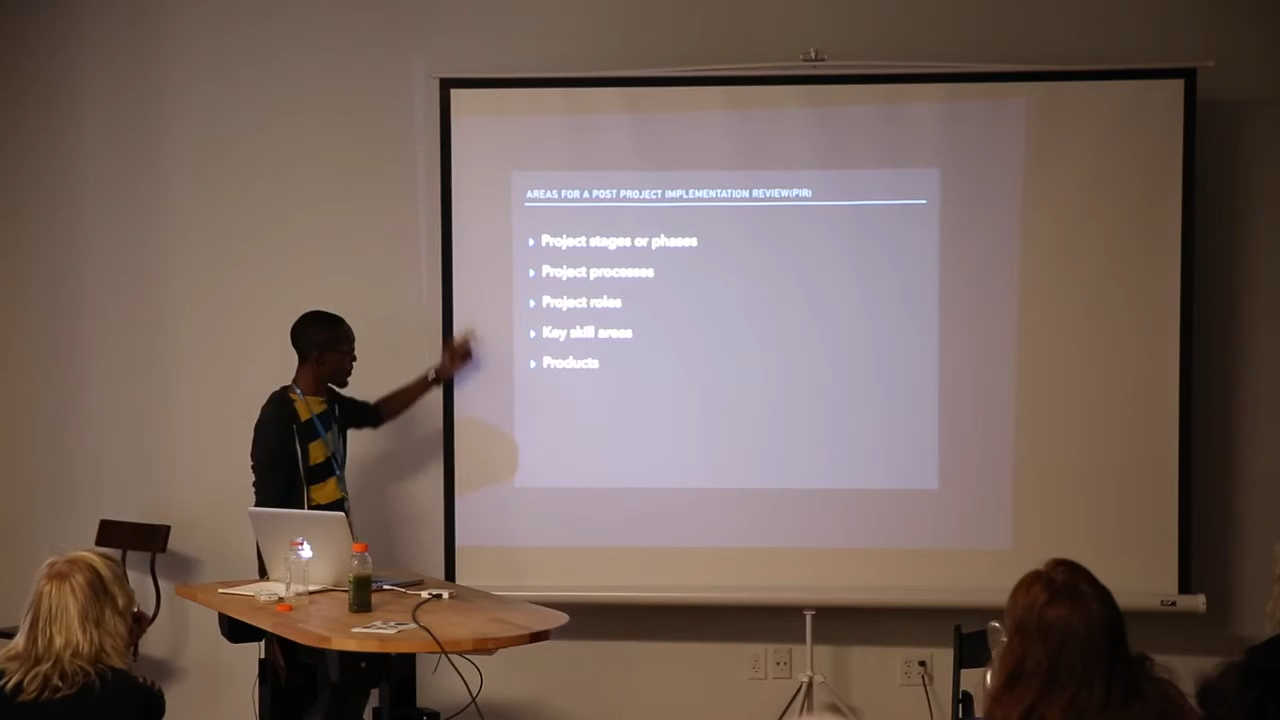 AREAS FOR A POST PROJECT IMPLEMENTATION REVIEW(PIR)
Project stages or phases
Project processes
Project roles
Key skill areas
Products